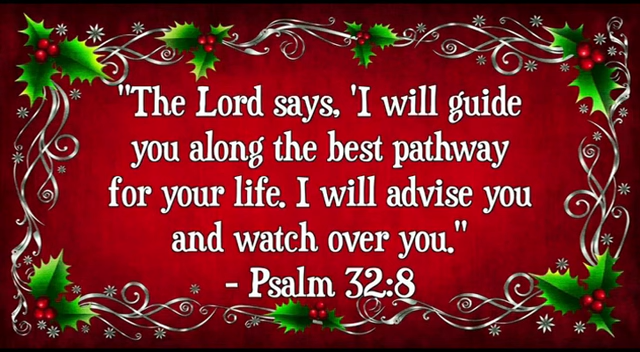 "The Lord says, 'I will guide
you along the best pathway
for your life. I will advise you
and watch over you."
- Psalm 32:8